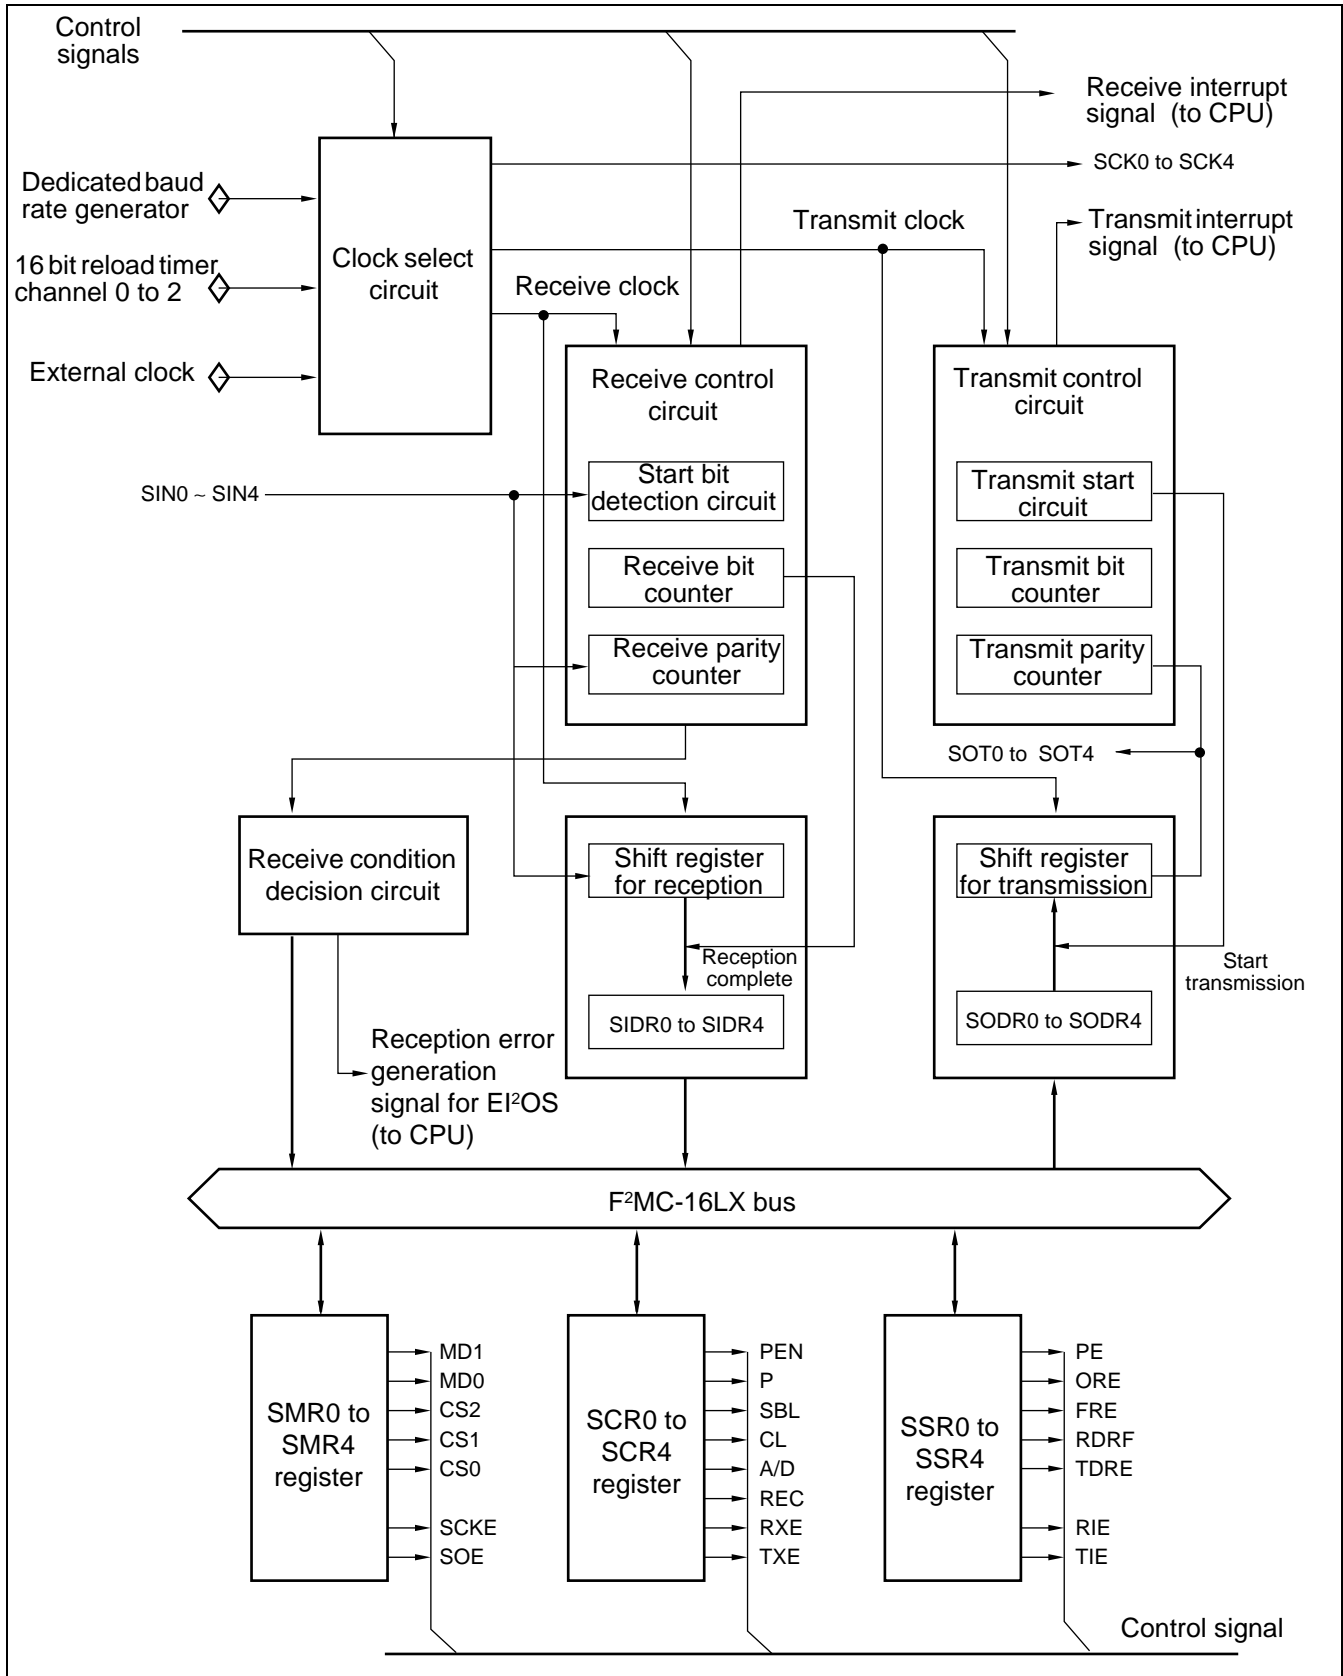 Control
signals
Receive interrupt
signal (to CPU)
SCK0 to SCK4
Dedicated baud
rate generator
Transmit clock
Transmit interrupt
signal (to CPU)
16 bit reload timer
channel 0 to 2
Clock select
circuit
Receive clock
External clock
Receive control
circuit
Transmit control
circuit
SIN0 ~ SIN4
Start bit
detection circuit
Transmit start
circuit
Receive bit
counter
Transmit bit
counter
Receive parity
counter
Transmit parity
counter
SOT0 to SOT4
Receive condition
decision circuit
Shift register
for reception
Shift register
for transmission
Reception
complete
Start
transmission
SIDR0 to SIDR4
SODR0 to SODR4
Reception error
generation
signal for EI²OS
(to CPU)
F²MC-16LX bus
SMR0 to
SMR4
register
MD1
MD0
CS2
CS1
CS0
SCKE
SOE
SCR0 to
SCR4
register
PEN
P
SBL
CL
A/D
REC
RXE
TXE
SSR0 to
SSR4
register
PE
ORE
FRE
RDRF
TDRE
RIE
TIE
Control signal